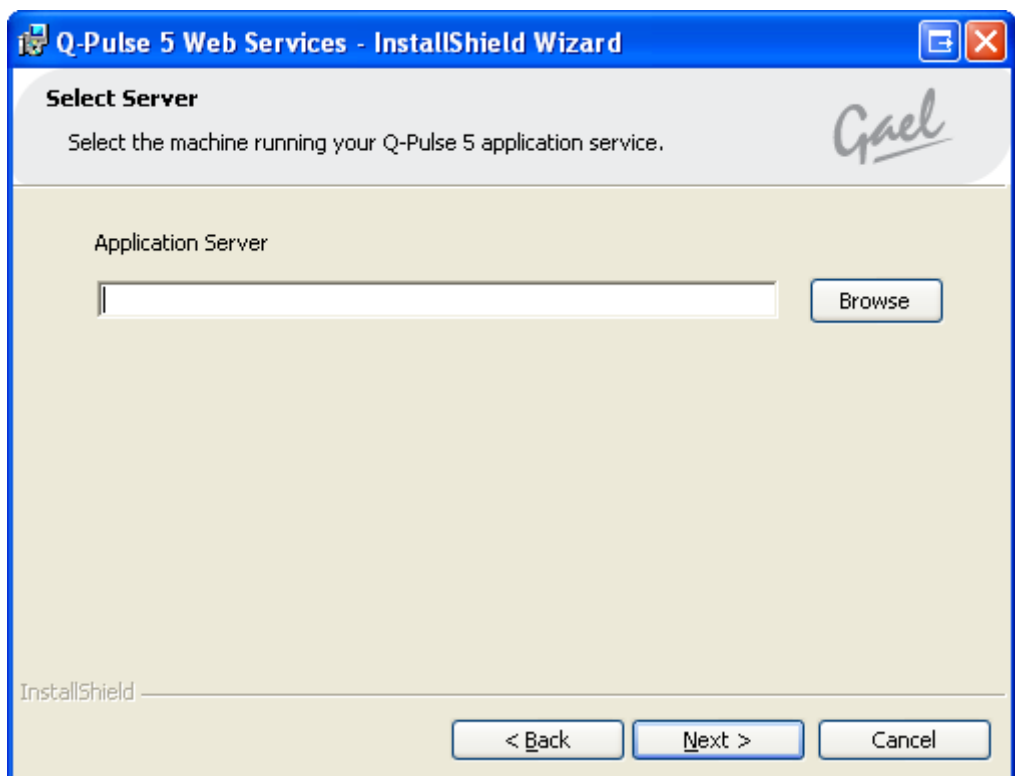 Q-Pulse 5 Web Services - InstallShield Wizard
Select Server
Select the machine running your Q-Pulse 5 application service.
Gael
Application Server
Browse
InstallShield
< Back
Next >
Cancel